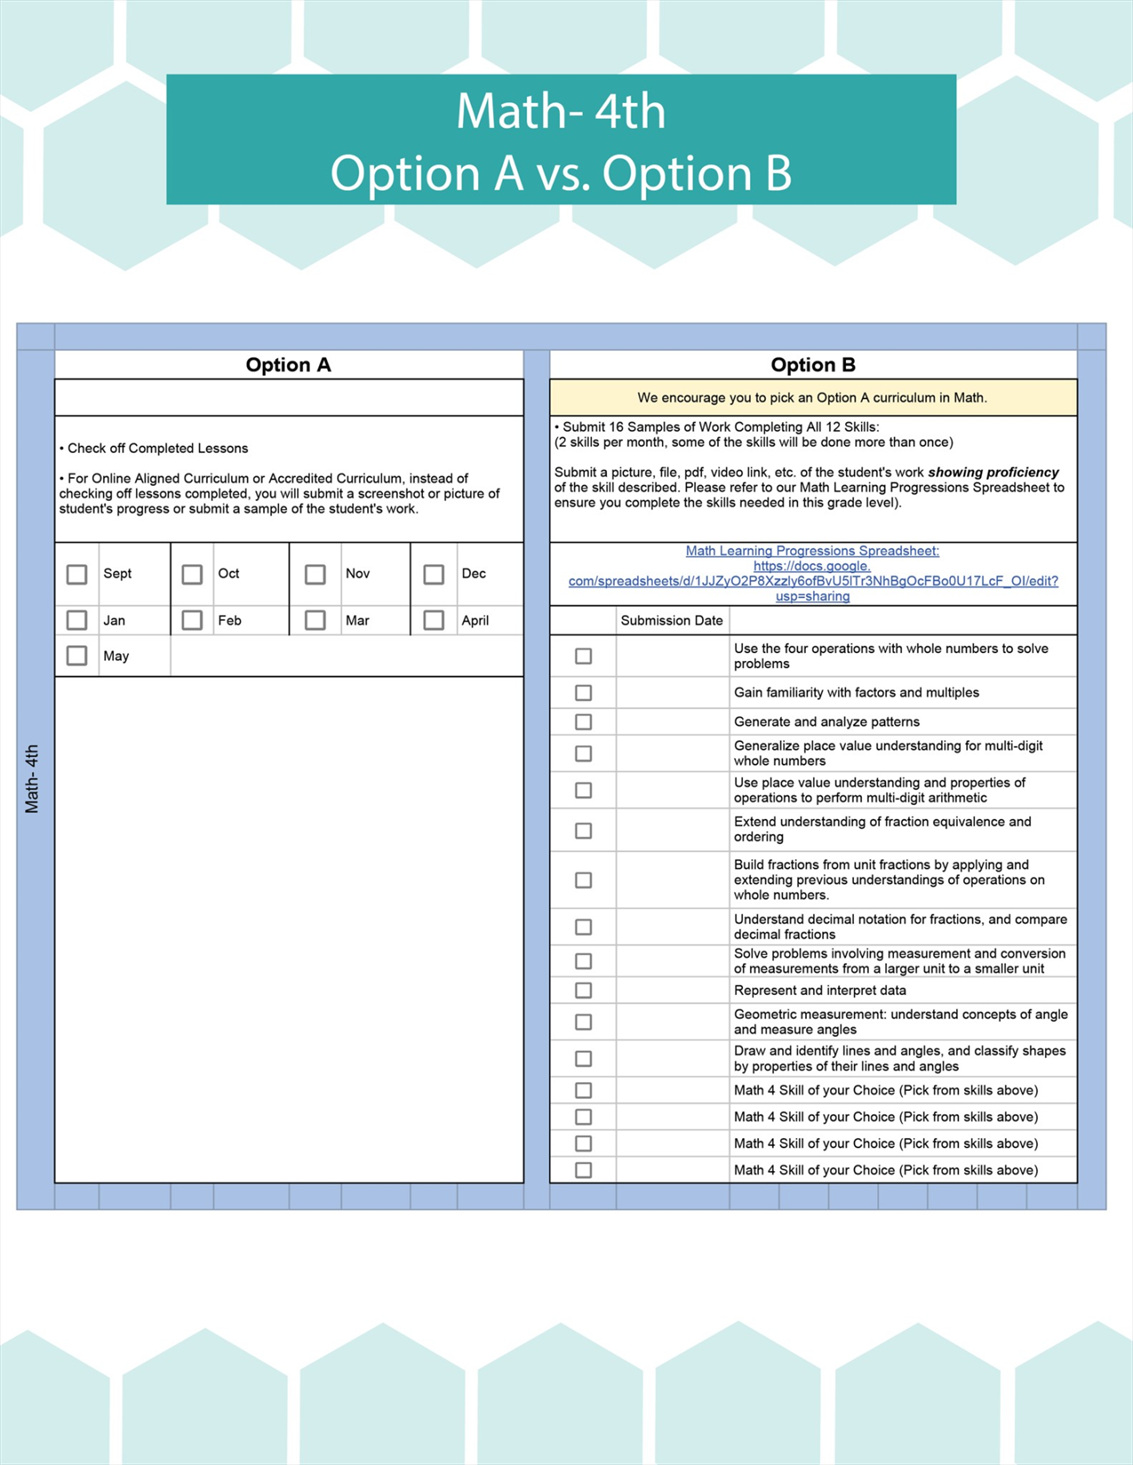 Math- 4th
Option A vs. Option B
Option A
• Check off Completed Lessons
• For Online Aligned Curriculum or Accredited Curriculum, instead of
checking off lessons completed, you will submit a screenshot or picture of
student's progress or submit a sample of the student's work.
Sept
Oct
Nov
Dec
Jan
Feb
Mar
April
May
Math- 4th
Option B
We encourage you to pick an Option A curriculum in Math.
• Submit 16 Samples of Work Completing All 12 Skills:
(2 skills per month, some of the skills will be done more than once)
Submit a picture, file, pdf, video link, etc. of the student's work showing proficiency
of the skill described. Please refer to our Math Learning Progressions Spreadsheet to
ensure you complete the skills needed in this grade level).
Math Learning Progressions Spreadsheet:
https://docs.google.
com/spreadsheets/d/1JJZyO2P8Xzzly6ofBvU5lTr3NhBgOcFBo0U17LcF_OI/edit?
usp=sharing
Submission Date
Use the four operations with whole numbers to solve
problems
Gain familiarity with factors and multiples
Generate and analyze patterns
Generalize place value understanding for multi-digit
whole numbers
Use place value understanding and properties of
operations to perform multi-digit arithmetic
Extend understanding of fraction equivalence and
ordering
Build fractions from unit fractions by applying and
extending previous understandings of operations on
whole numbers.
Understand decimal notation for fractions, and compare
decimal fractions
Solve problems involving measurement and conversion
of measurements from a larger unit to a smaller unit
Represent and interpret data
Geometric measurement: understand concepts of angle
and measure angles
Draw and identify lines and angles, and classify shapes
by properties of their lines and angles
Math 4 Skill of your Choice (Pick from skills above)
Math 4 Skill of your Choice (Pick from skills above)
Math 4 Skill of your Choice (Pick from skills above)
Math 4 Skill of your Choice (Pick from skills above)